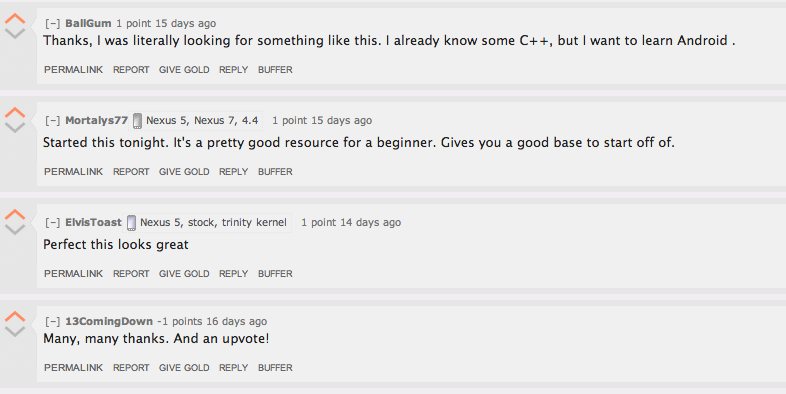 [–] BallGum 1 point 15 days ago
Thanks, I was literally looking for something like this. I already know some C++, but I want to learn Android .
PERMALINK REPORT GIVE GOLD REPLY BUFFER
[–] Mortalys77 Nexus 5, Nexus 7, 4.4 1 point 15 days ago
Started this tonight. It's a pretty good resource for a beginner. Gives you a good base to start off of.
PERMALINK REPORT GIVE GOLD REPLY BUFFER
[–] ElvisToast Nexus 5, stock, trinity kernel 1 point 14 days ago
Perfect this looks great
PERMALINK REPORT GIVE GOLD REPLY BUFFER
[–] 13ComingDown -1 points 16 days ago
Many, many thanks. And an upvote!
PERMALINK REPORT GIVE GOLD REPLY BUFFER